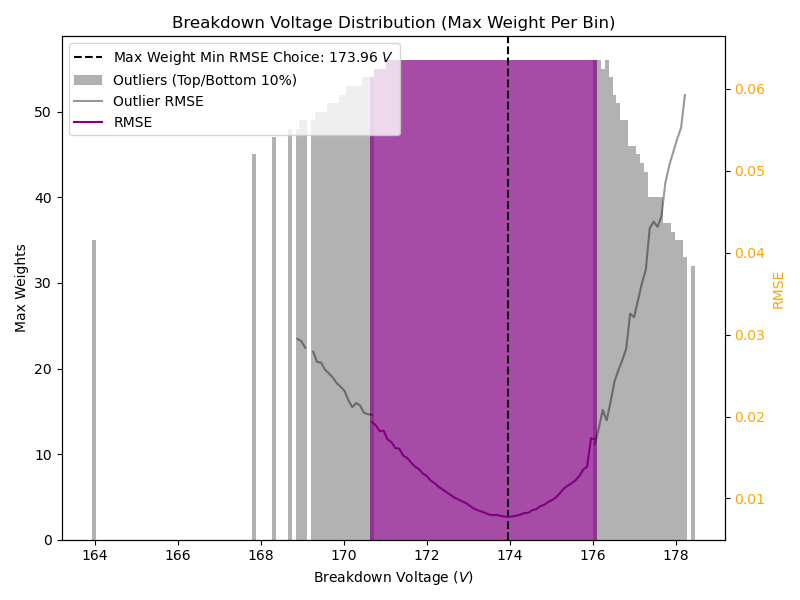 Breakdown Voltage Distribution (Max Weight Per Bin)
Max Weight Min RMSE Choice: 173.96 V
Outliers (Top/Bottom 10%)
Outlier RMSE
RMSE
Max Weights
50
40
30
20
10
0
0.06
0.05
0.04
0.03
0.02
0.01
RMSE
164 166 168 170 172 174 176 178
Breakdown Voltage (V)